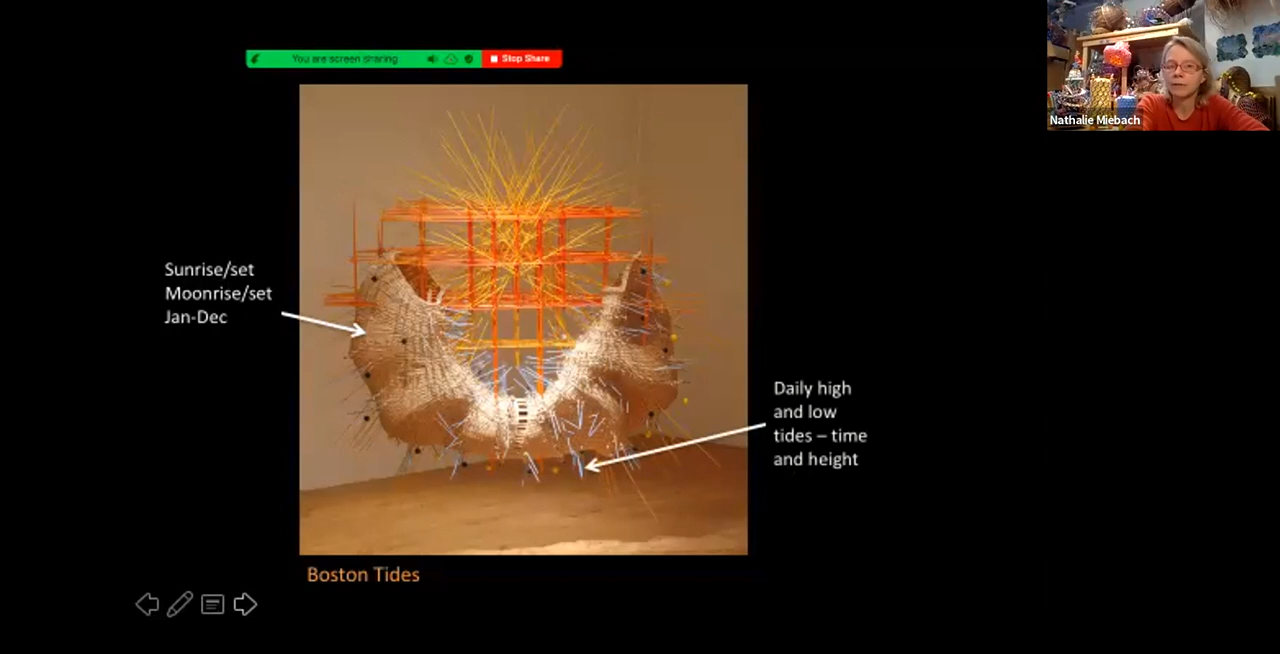 You are screen sharing
Stop Share
Nathalie Miebach
Sunrise/set
Moonrise/set
Jan-Dec
Daily high
and low
tides – time
and height
Boston Tides